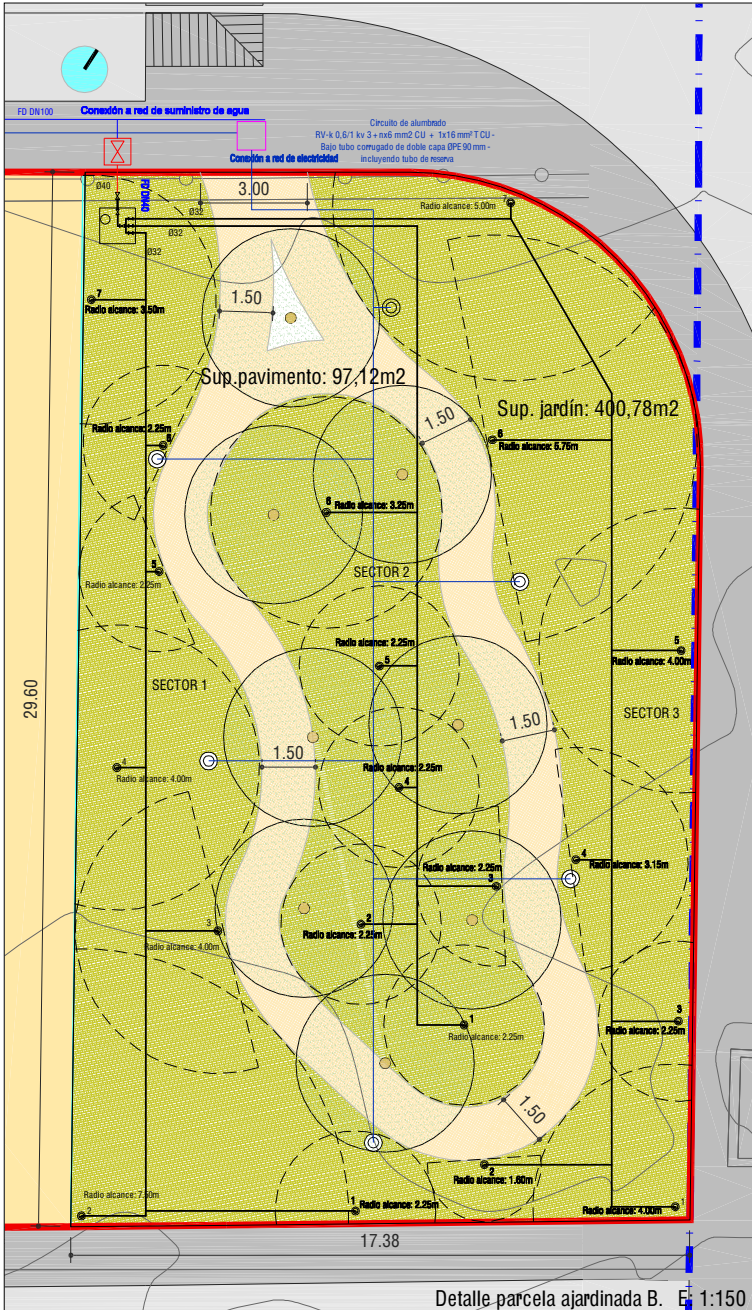 FD DN100
Conexión a red de suministro de agua
Circuito de alumbrado
RV-k 0,6/1 kv 3 + nx6 mm2 CU + 1x16 mm² T CU -
Bajo tubo corrugado de doble capa ØPE 90 mm -
incluyendo tubo de reserva
Conexión a red de electricidad
Ø40
FD DN40
3.00
Ø32
Ø32
Ø32
7
Radio alcance: 5.00m
7
Radio alcance: 3.50m
1.50
Sup.pavimento: 97,12m2
Sup. jardín: 400,78m2
1.50
Radio alcance: 2.25m
6
6
Radio alcance: 5.75m
6
Radio alcance: 3.25m
5
Radio alcance: 2.25m
SECTOR 2
Radio alcance: 2.25m
5
5
Radio alcance: 4.00m
SECTOR 1
29.60
SECTOR 3
1.50
1.50
4
Radio alcance: 4.00m
Radio alcance: 2.25m
4
4
Radio alcance: 3.15m
Radio alcance: 2.25m
3
3
Radio alcance: 4.00m
2
Radio alcance: 2.25m
3
Radio alcance: 2.25m
1
Radio alcance: 2.25m
1.50
2
Radio alcance: 1.60m
Radio alcance: 7.50m
2
1
Radio alcance: 2.25m
1
Radio alcance: 4.00m
17.38
Detalle parcela ajardinada B. E: 1:150